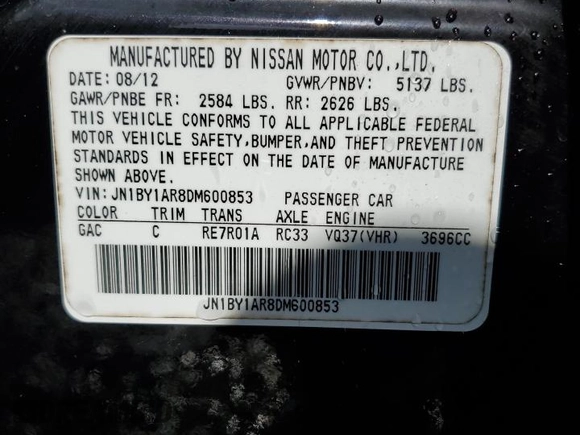 MANUFACTURED BY NISSAN MOTOR CO.,LTD.
DATE: 08/12 GVWR/PNBV: 5137 LBS.
GAWR/PNBE FR: 2584 LBS. RR: 2626 LBS.
THIS VEHICLE CONFORMS TO ALL APPLICABLE FEDERAL
MOTOR VEHICLE SAFETY,BUMPER,AND THEFT PREVENTION
STANDARDS IN EFFECT ON THE DATE OF MANUFACTURE
SHOWN ABOVE.
VIN:JN1BY1AR8DM600853 PASSENGER CAR
COLOR TRIM TRANS AXLE ENGINE
GAC C RE7R01A RC33 VQ37(VHR) 3696CC
JN1BY1AR8DM600853